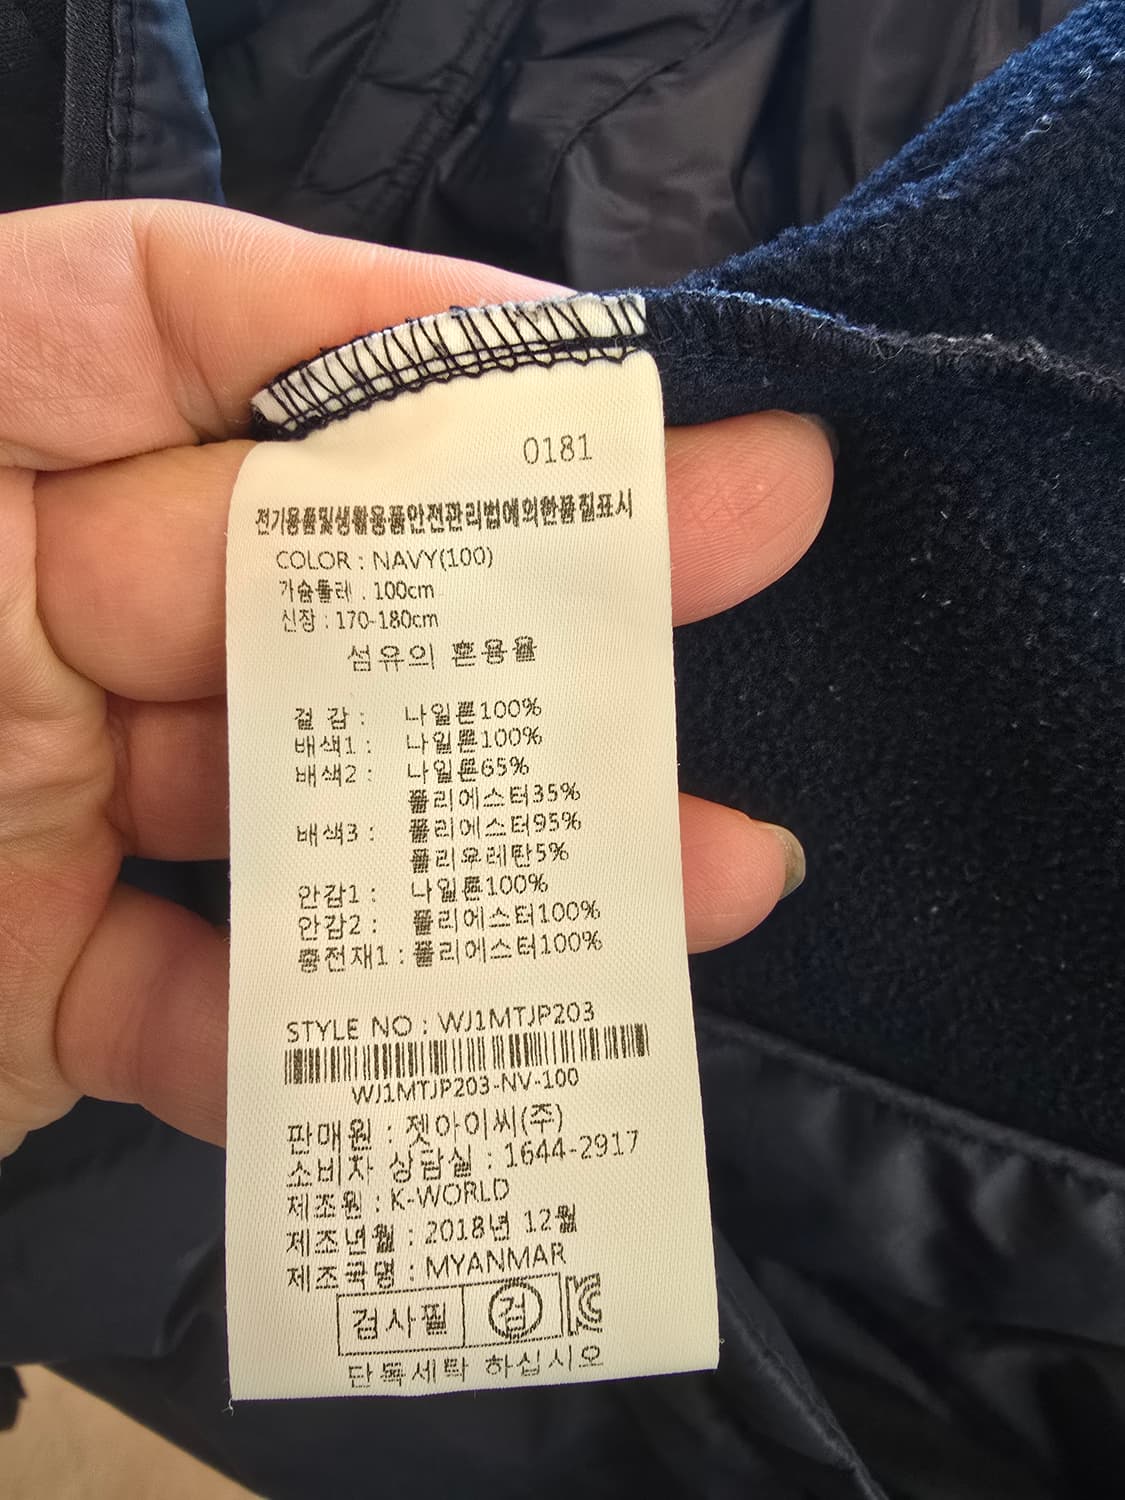 0181
전기용품및생활용품안전관리법에의한품질표시
COLOR : NAVY(100)
가슴둘레 : 100cm
신장 : 170-180cm
섬유의 혼용율
겉 감 : 나일론100%
배색1 : 나일론100%
배색2 : 나일론65%
폴리에스터35%
배색3 : 폴리에스터95%
폴리우레탄5%
안감1 : 나일론100%
안감2 : 폴리에스터100%
충전재1 : 폴리에스터100%
STYLE NO : WJ1MTJP203
WJ1MTJP203-NV-100
판매원 : 젯아이씨(주)
소비자 상담실 : 1644-2917
제조원 : K-WORLD
제조년월 : 2018년 12월
제조국명 : MYANMAR
검사필 검 KC
단독세탁 하십시오